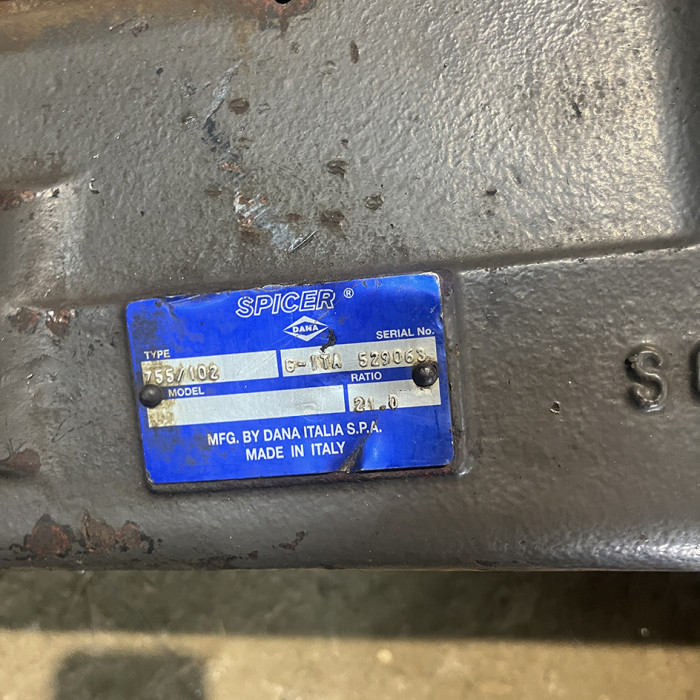 SPICER ®
DANA
SERIAL No.
TYPE
755/102
G-ITA 529063
MODEL
RATIO
21.0
MFG. BY DANA ITALIA S.P.A.
MADE IN ITALY